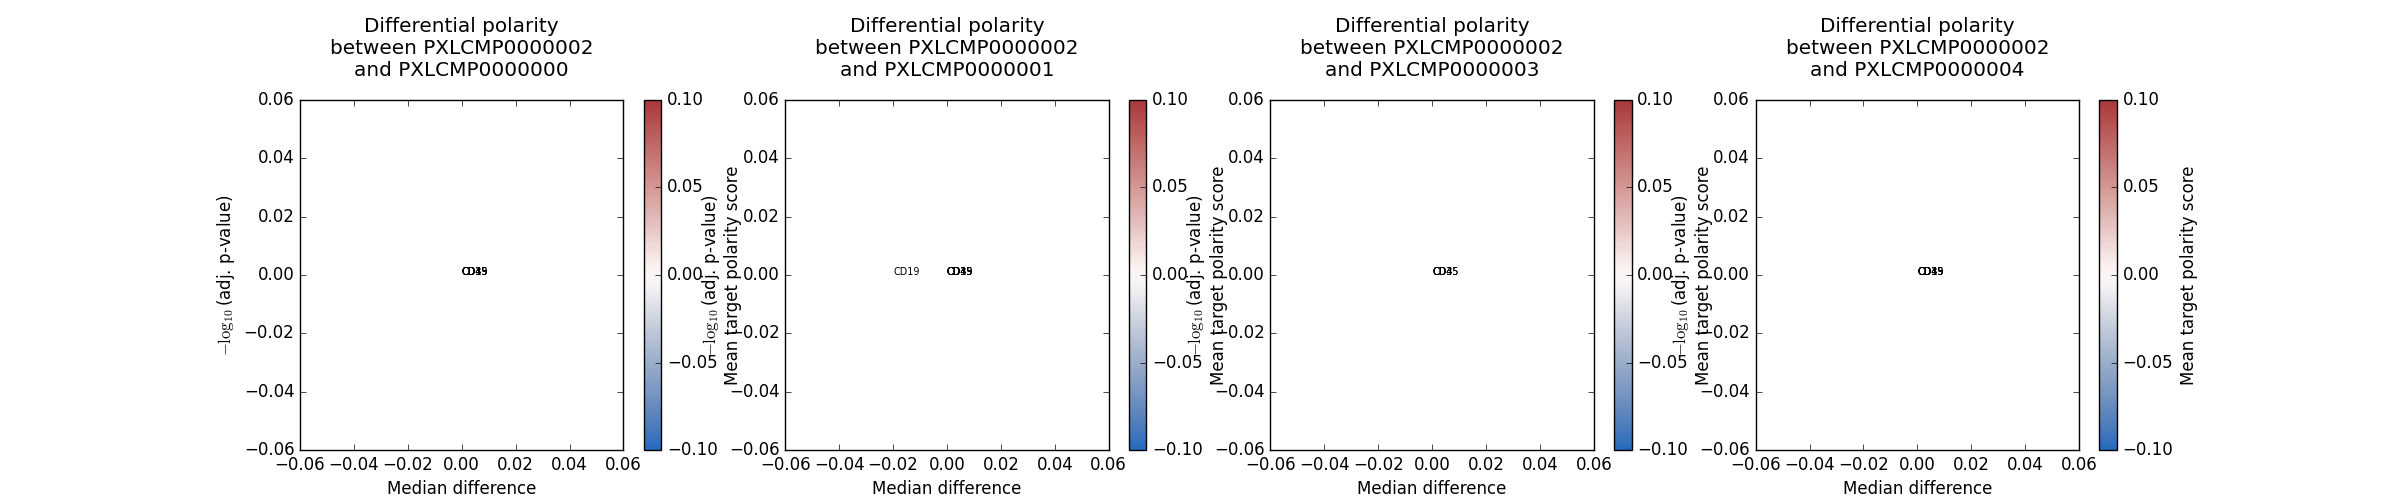 Differential polarity
between PXLCMP0000002
and PXLCMP0000000
0.06
0.04
0.02
0.00
−0.02
−0.04
−0.06
−0.06 −0.04 −0.02 0.00 0.02 0.04 0.06
Median difference
−log10 (adj. p-value)
0.10
0.05
0.00
−0.05
−0.10
Mean target polarity score
Differential polarity
between PXLCMP0000002
and PXLCMP0000001
0.06
0.04
0.02
0.00
−0.02
−0.04
−0.06
CD19
−0.06 −0.04 −0.02 0.00 0.02 0.04 0.06
Median difference
−log10 (adj. p-value)
0.10
0.05
0.00
−0.05
−0.10
Mean target polarity score
Differential polarity
between PXLCMP0000002
and PXLCMP0000003
0.06
0.04
0.02
0.00
−0.02
−0.04
−0.06
−0.06 −0.04 −0.02 0.00 0.02 0.04 0.06
Median difference
−log10 (adj. p-value)
0.10
0.05
0.00
−0.05
−0.10
Mean target polarity score
Differential polarity
between PXLCMP0000002
and PXLCMP0000004
0.06
0.04
0.02
0.00
−0.02
−0.04
−0.06
−0.06 −0.04 −0.02 0.00 0.02 0.04 0.06
Median difference
−log10 (adj. p-value)
0.10
0.05
0.00
−0.05
−0.10
Mean target polarity score